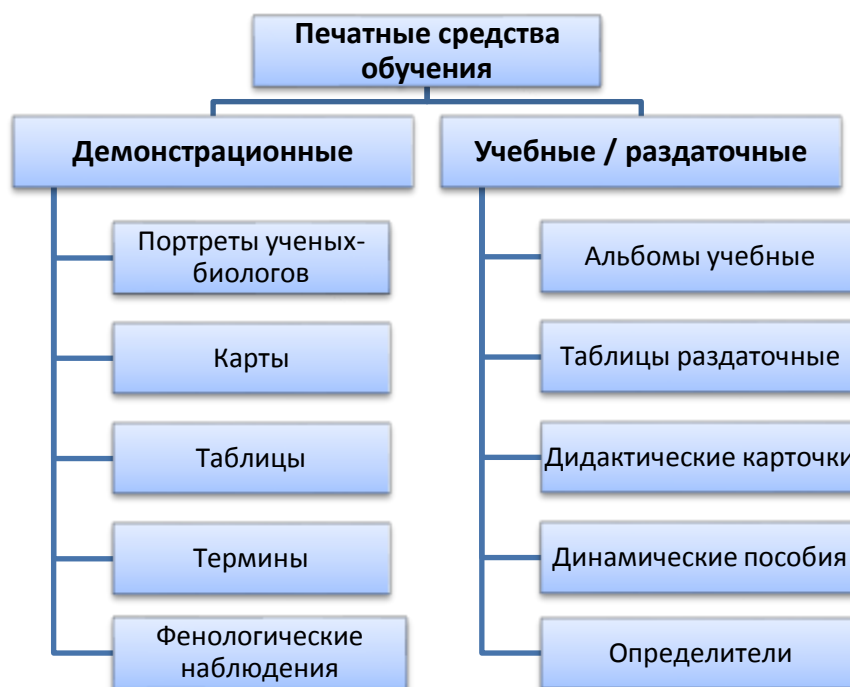 Печатные средства
обучения
Демонстрационные
Портреты ученых-
биологов
Карты
Таблицы
Термины
Фенологические
наблюдения
Учебные / раздаточные
Альбомы учебные
Таблицы раздаточные
Дидактические карточки
Динамические пособия
Определители